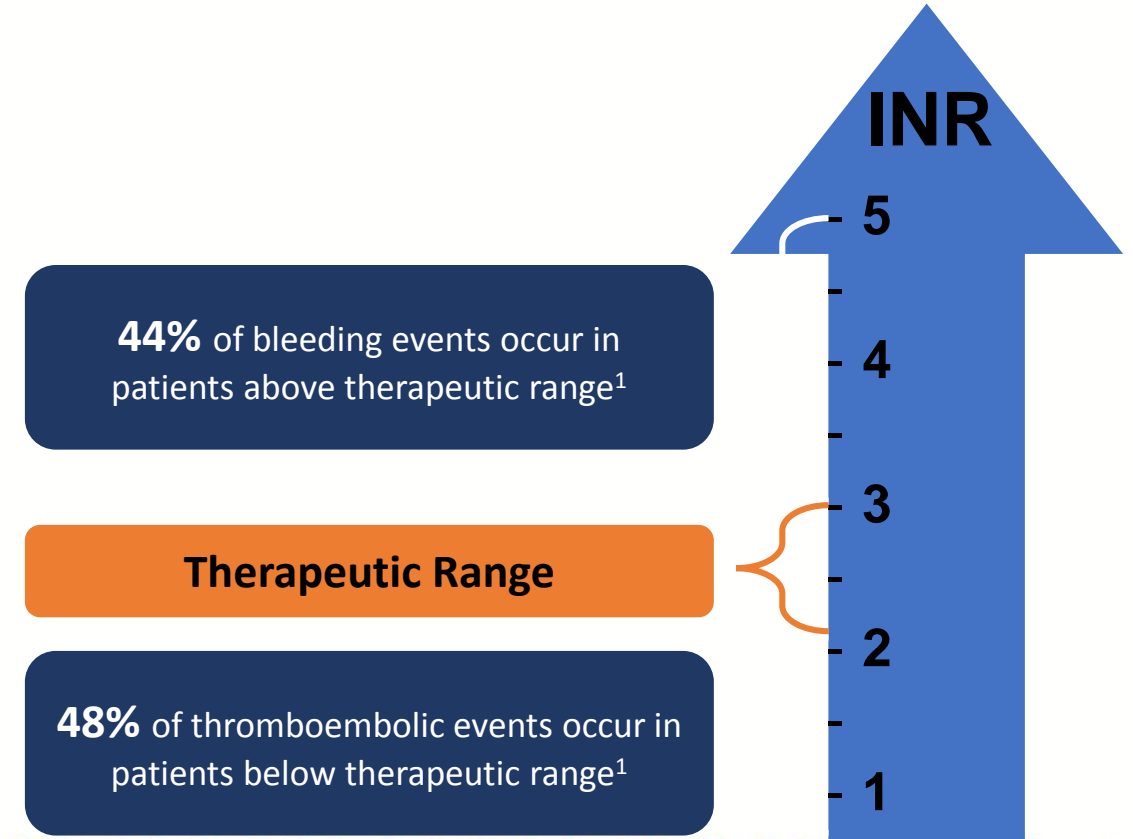 INR
5
44% of bleeding events occur in
patients above therapeutic range¹
4
3
Therapeutic Range
2
48% of thromboembolic events occur in
patients below therapeutic range¹
1